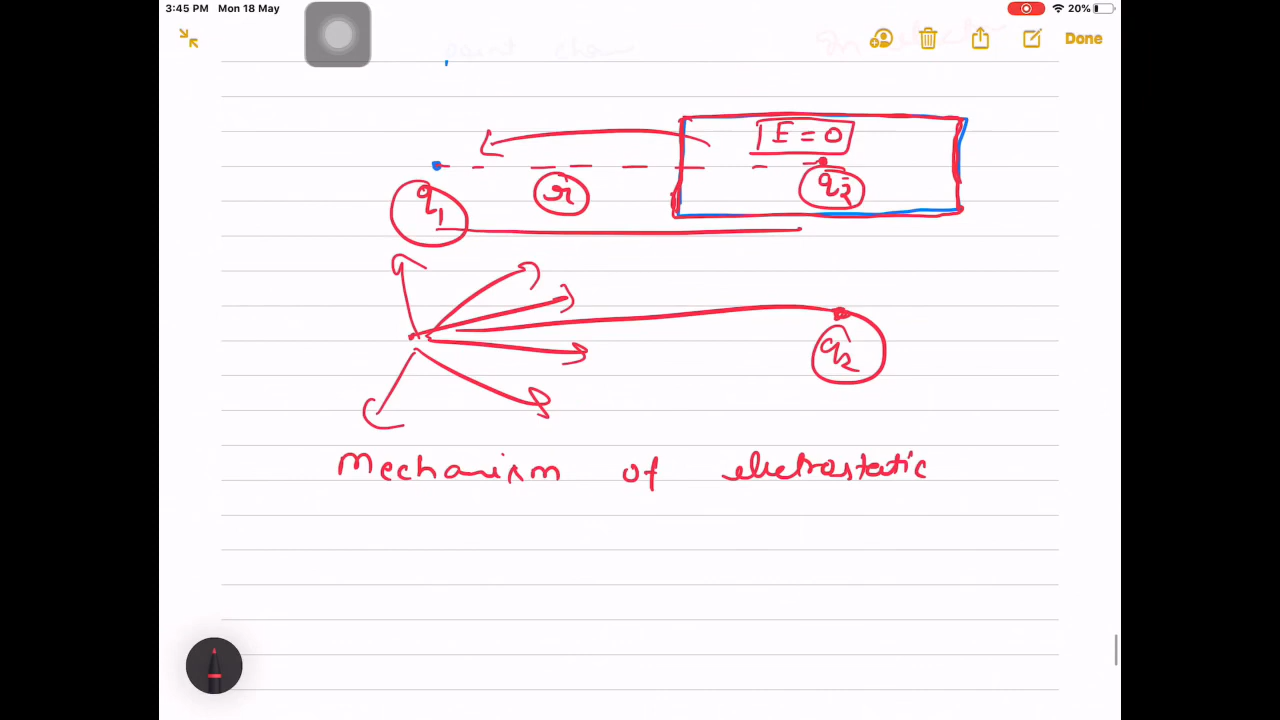 3:45 PM Mon 18 May 20%
Done
E = 0
q1 r q2
q2
Mechanism of electrostatic